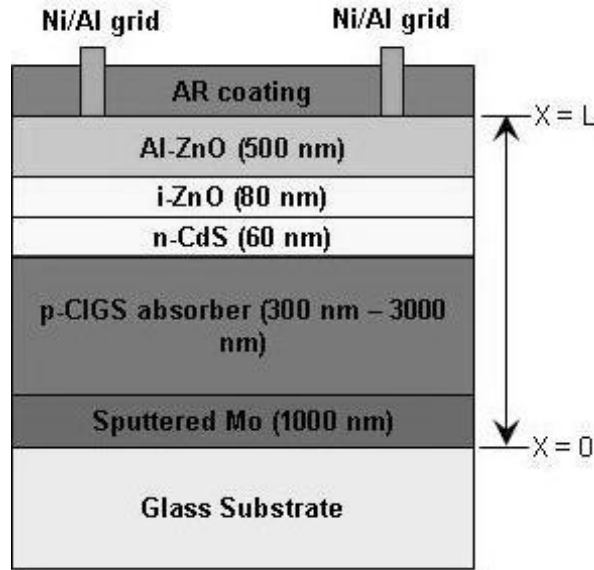 Ni/Al grid Ni/Al grid
AR coating
X = L
Al-ZnO (500 nm)
i-ZnO (80 nm)
n-CdS (60 nm)
p-CIGS absorber (300 nm – 3000
nm)
Sputtered Mo (1000 nm)
X = 0
Glass Substrate